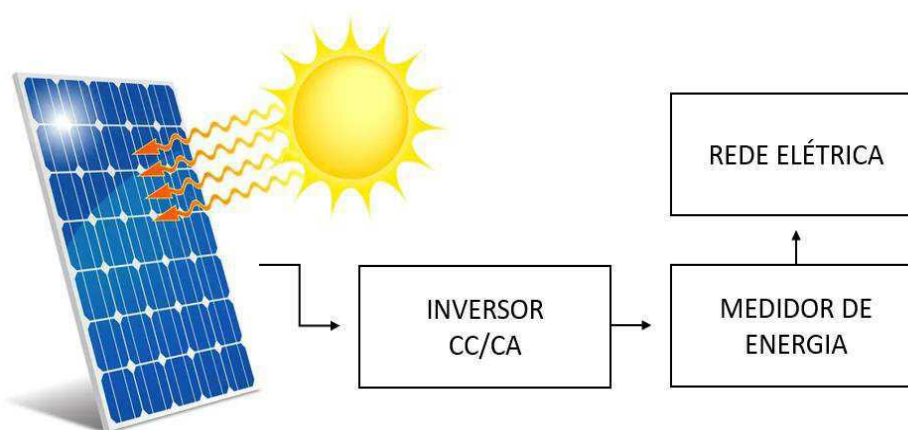 REDE ELÉTRICA
INVERSOR
CC/CA
MEDIDOR DE
ENERGIA